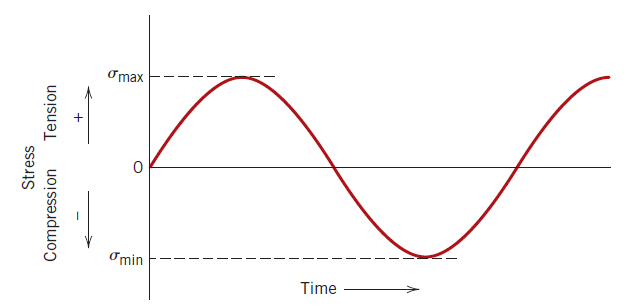 σmax
Tension
+
Stress
0
Compression
−
σmin
Time